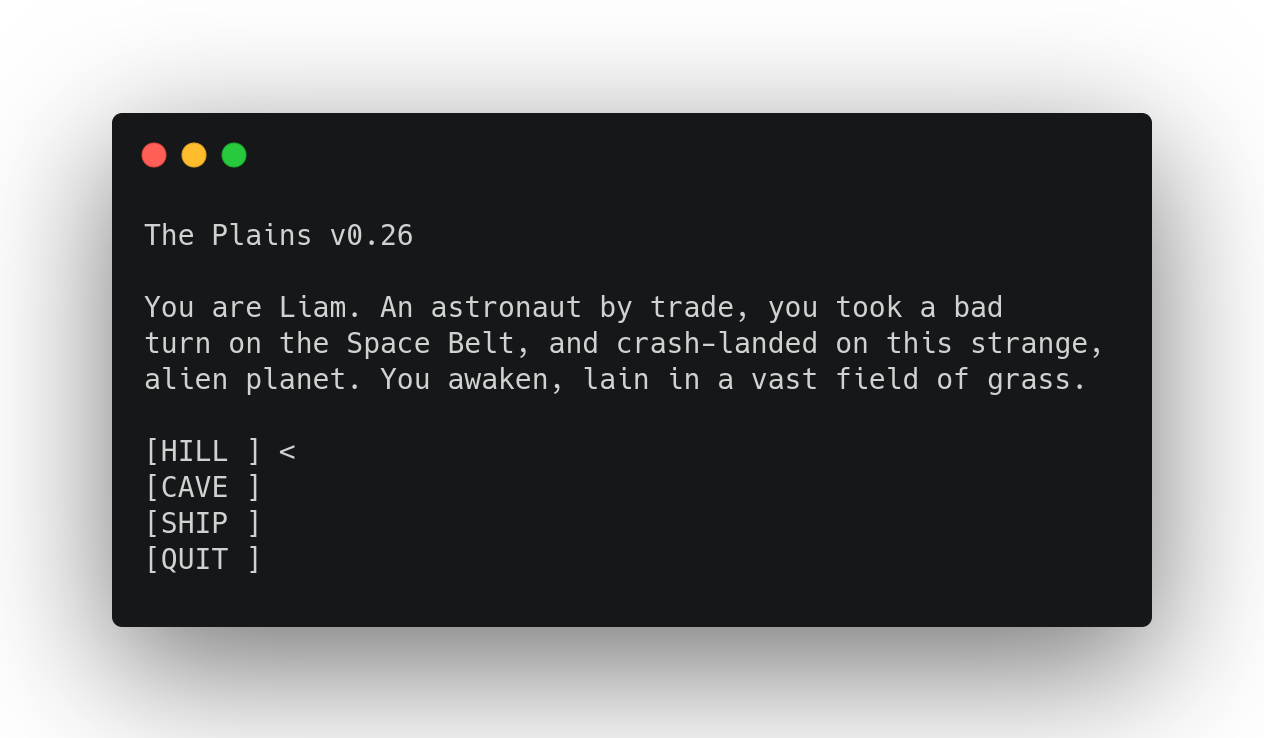 The Plains v0.26
You are Liam. An astronaut by trade, you took a bad
turn on the Space Belt, and crash-landed on this strange,
alien planet. You awaken, lain in a vast field of grass.
[HILL ] <
[CAVE ]
[SHIP ]
[QUIT ]